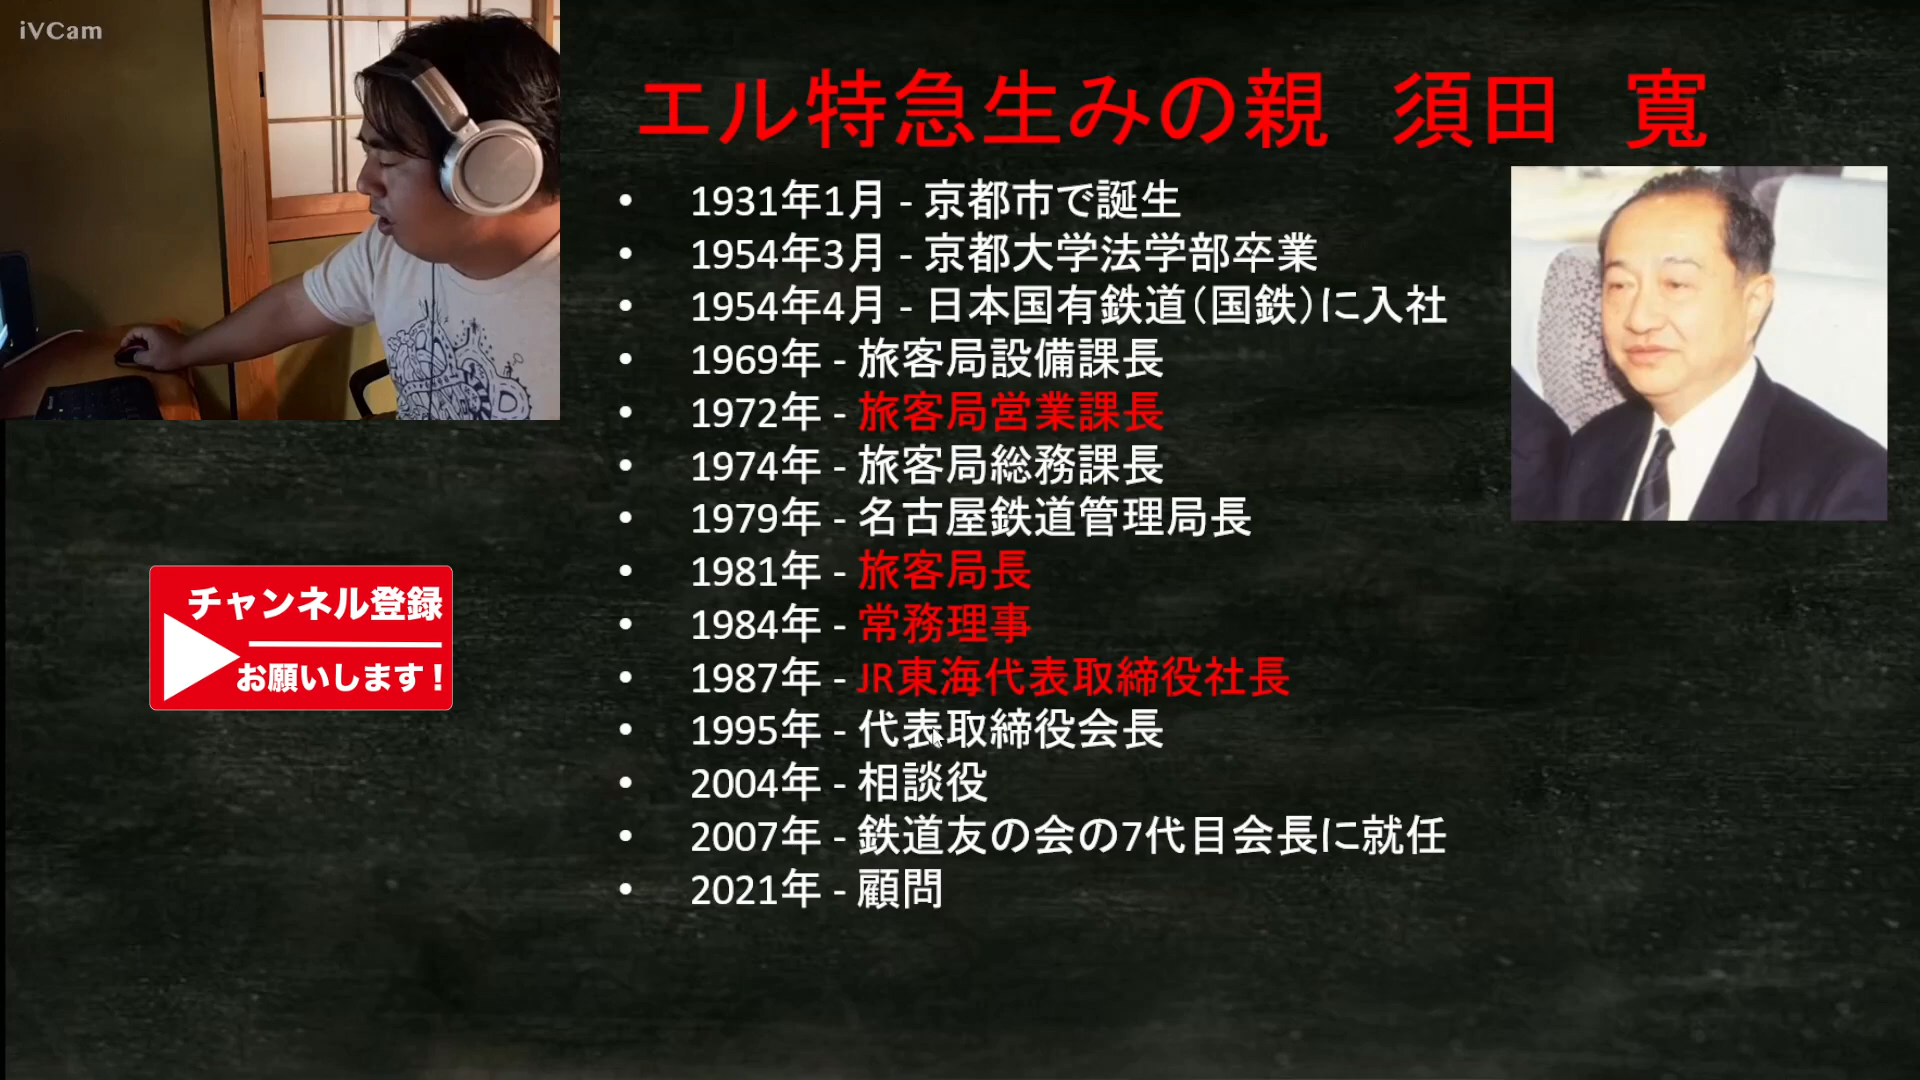 iVCam
エル特急生みの親　須田　寛
• 1931年1月 - 京都市で誕生
• 1954年3月 - 京都大学法学部卒業
• 1954年4月 - 日本国有鉄道（国鉄）に入社
• 1969年 - 旅客局設備課長
• 1972年 - 旅客局営業課長
• 1974年 - 旅客局総務課長
• 1979年 - 名古屋鉄道管理局長
• 1981年 - 旅客局長
• 1984年 - 常務理事
• 1987年 - JR東海代表取締役社長
• 1995年 - 代表取締役会長
• 2004年 - 相談役
• 2007年 - 鉄道友の会の7代目会長に就任
• 2021年 - 顧問
チャンネル登録
お願いします！